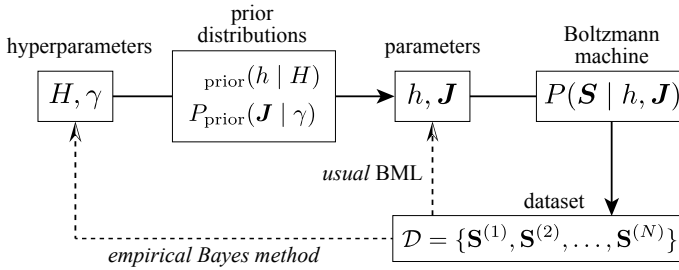 hyperparameters
H, γ
prior
distributions
prior(h | H)
Pprior(J | γ)
parameters
h, J
Boltzmann
machine
P(S | h, J)
usual BML
dataset
D = {S(1), S(2), . . . , S(N)}
empirical Bayes method